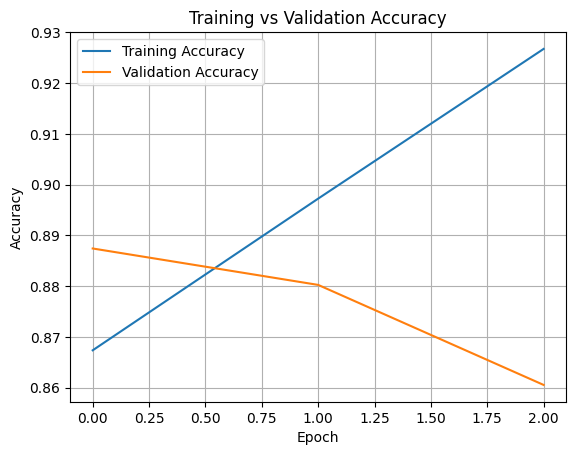 Training vs Validation Accuracy
Training Accuracy
Validation Accuracy
0.93
0.92
0.91
0.90
0.89
0.88
0.87
0.86
Accuracy
0.00 0.25 0.50 0.75 1.00 1.25 1.50 1.75 2.00
Epoch